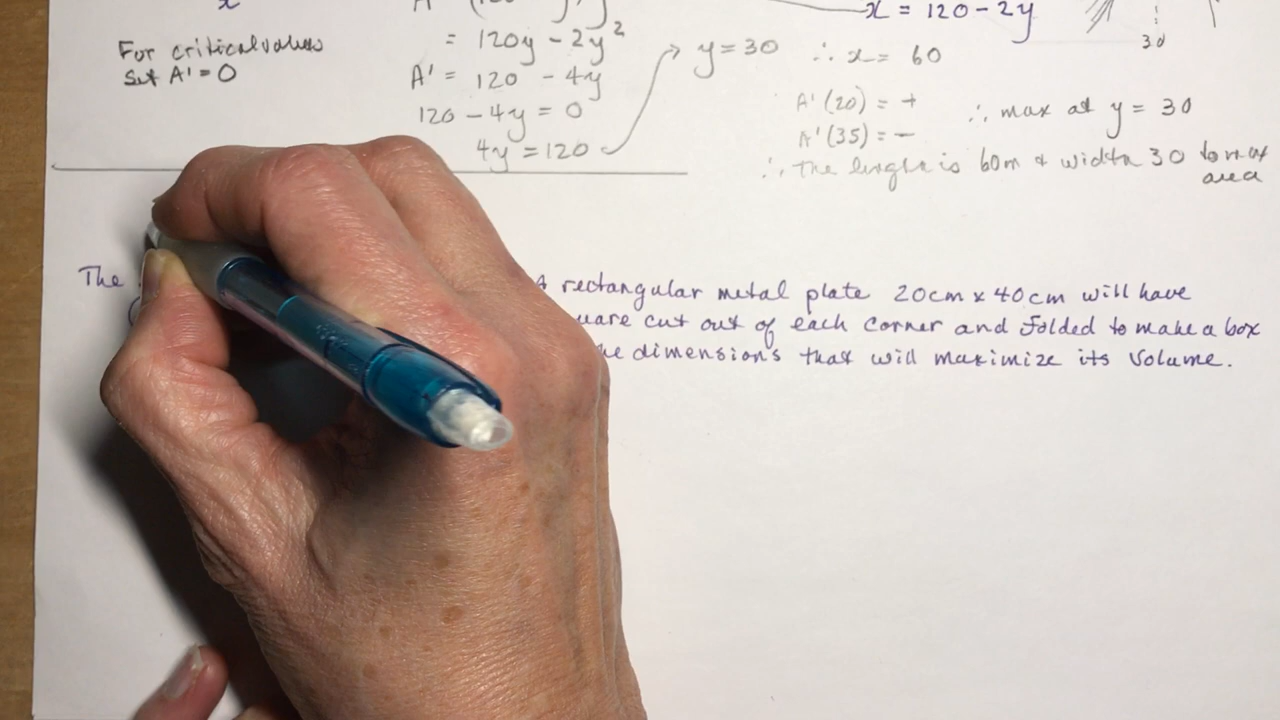 x = 120 - 2y
For critical values
Set A' = 0
= 120y - 2y²
A' = 120 - 4y
120 - 4y = 0
4y = 120
y = 30 ∴ x = 60
30
A'(20) = +
A'(35) = -
∴ max at y = 30
∴ the length is 60m & width 30 to max
area
The
A rectangular metal plate 20cm x 40cm will have
cut out of each corner and folded to make a box
dimensions that will maximize its volume.